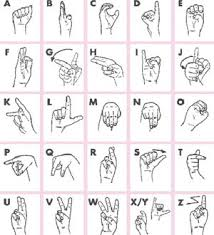 A B C D E
F G H I J
K L M N O
P Q R S T
U V W X/Y Z